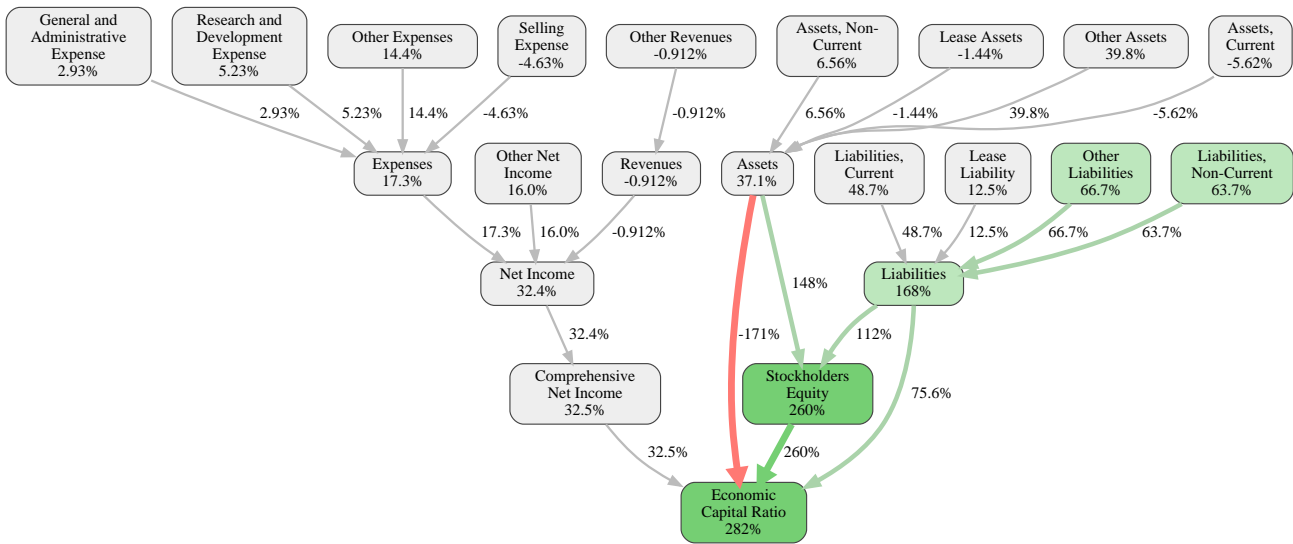 General and
Administrative
Expense
2.93%
Research and
Development
Expense
5.23%
Other Expenses
14.4%
Selling
Expense
-4.63%
Other Revenues
-0.912%
Assets, Non-
Current
6.56%
Lease Assets
-1.44%
Other Assets
39.8%
Assets,
Current
-5.62%
2.93%
5.23%
14.4%
-4.63%
-0.912%
6.56%
-1.44%
39.8%
-5.62%
Expenses
17.3%
Other Net
Income
16.0%
Revenues
-0.912%
Assets
37.1%
Liabilities,
Current
48.7%
Lease
Liability
12.5%
Other
Liabilities
66.7%
Liabilities,
Non-Current
63.7%
17.3%
16.0%
-0.912%
48.7%
12.5%
66.7%
63.7%
Net Income
32.4%
148%
Liabilities
168%
32.4%
-171%
112%
Comprehensive
Net Income
32.5%
Stockholders
Equity
260%
75.6%
32.5%
260%
Economic
Capital Ratio
282%